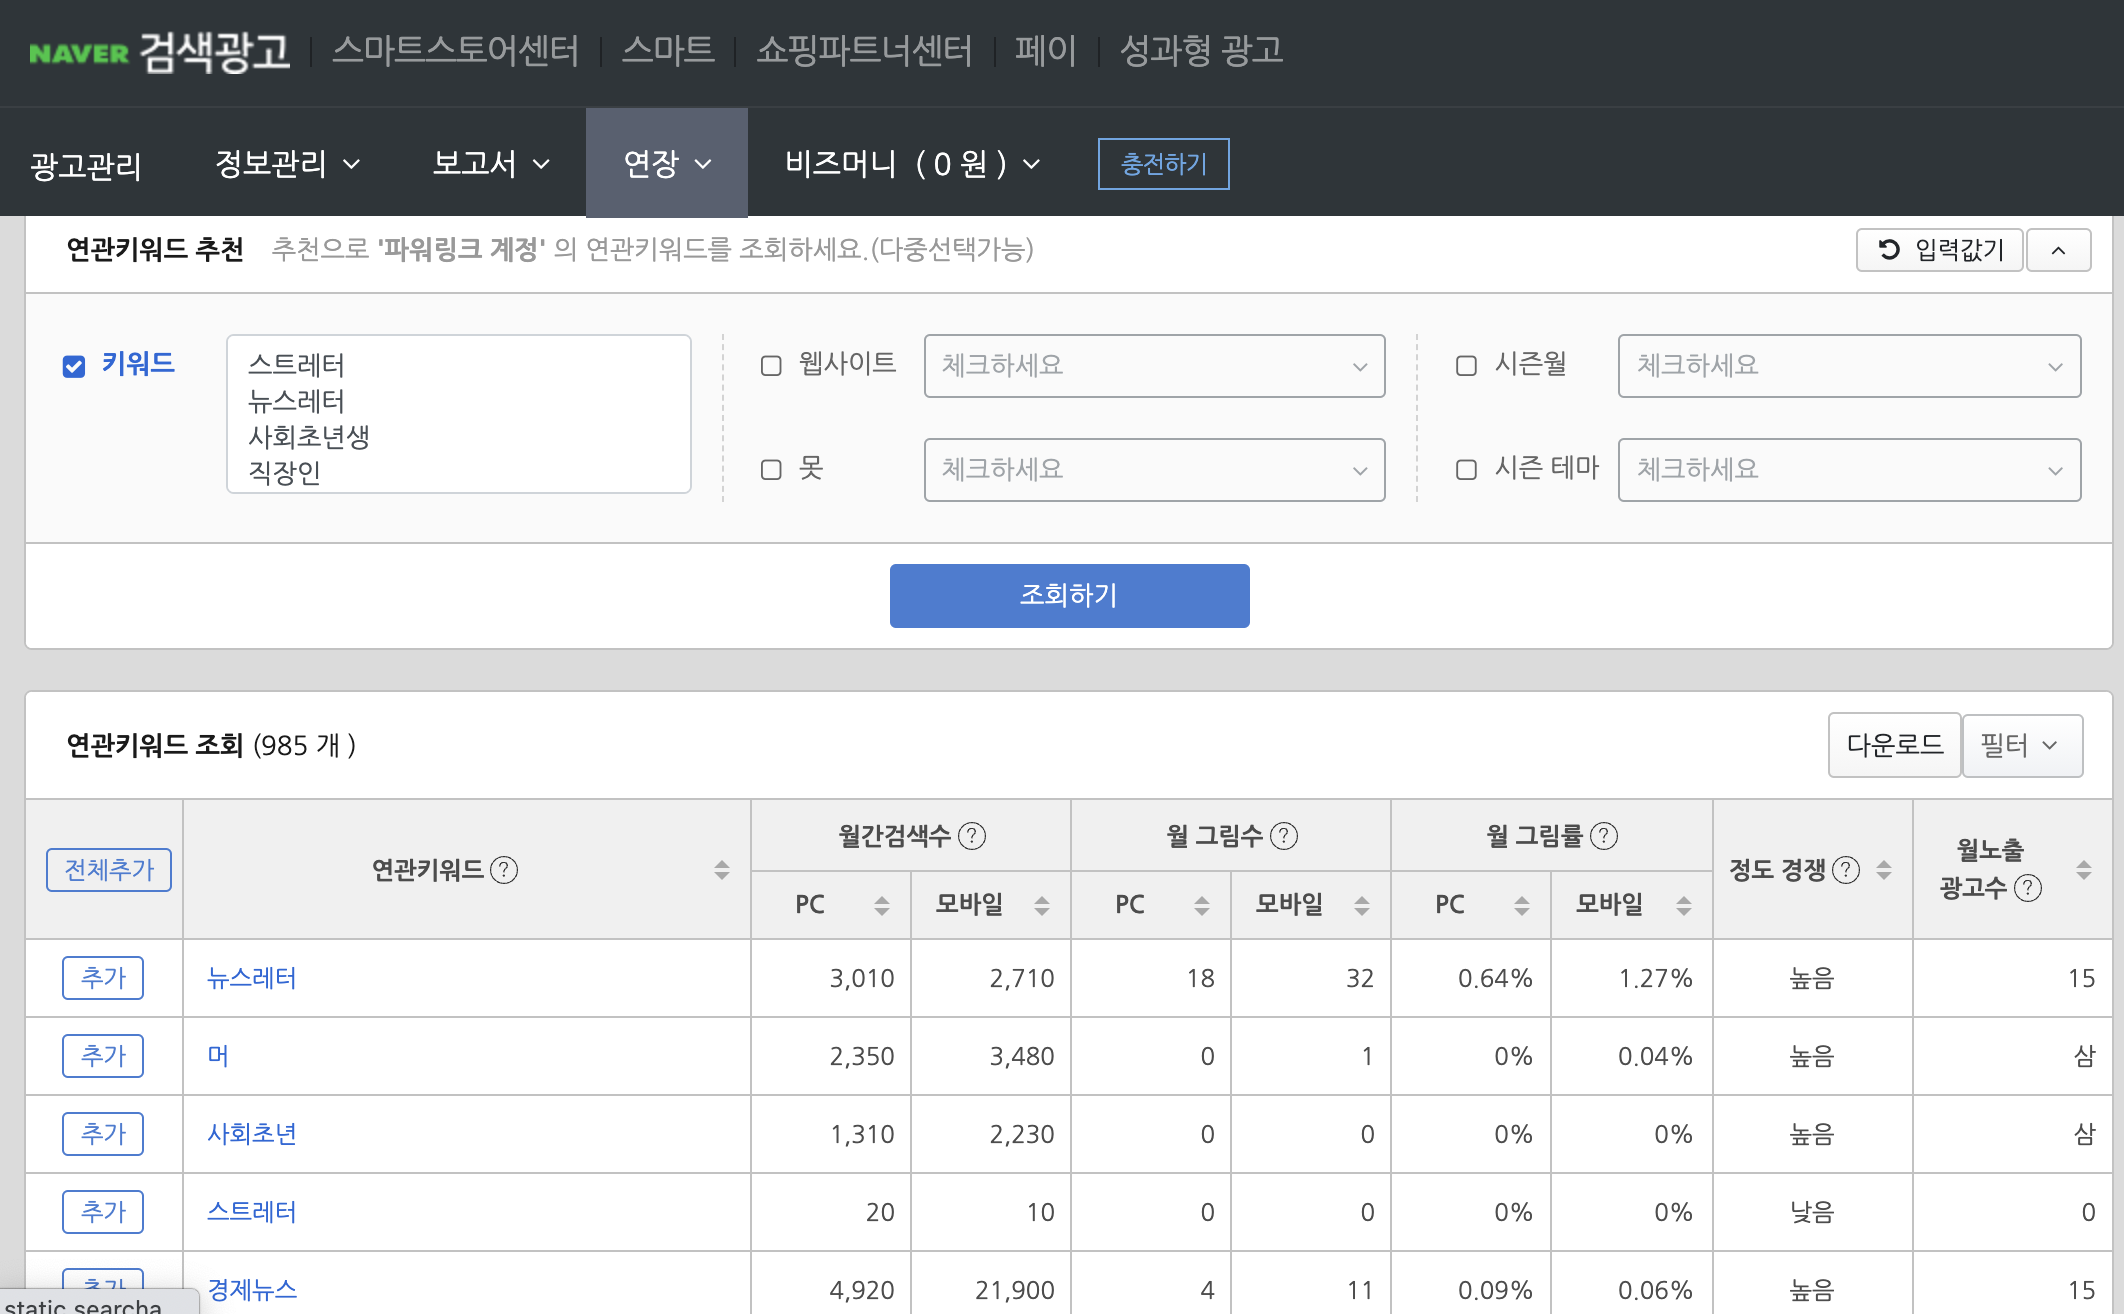 NAVER 검색광고 스마트스토어센터 스마트 쇼핑파트너센터 페이 성과형 광고
광고관리 정보관리 보고서 연장 비즈머니 ( 0 원 ) 충전하기
연관키워드 추천 추천으로 '파워링크 계정' 의 연관키워드를 조회하세요.(다중선택가능) 입력값기
키워드
스트레터
뉴스레터
사회초년생
직장인
웹사이트 체크하세요
시즌월 체크하세요
못 체크하세요
시즌 테마 체크하세요
조회하기
연관키워드 조회 (985 개 ) 다운로드 필터
전체추가 연관키워드 ? 월간검색수 ? 월 그림수 ? 월 그림률 ? 정도 경쟁 ? 월노출
광고수 ?
PC 모바일 PC 모바일 PC 모바일
추가 뉴스레터 3,010 2,710 18 32 0.64% 1.27% 높음 15
추가 머 2,350 3,480 0 1 0% 0.04% 높음 삼
추가 사회초년 1,310 2,230 0 0 0% 0% 높음 삼
추가 스트레터 20 10 0 0 0% 0% 낮음 0
추가 경제뉴스 4,920 21,900 4 11 0.09% 0.06% 높음 15
static.searcha